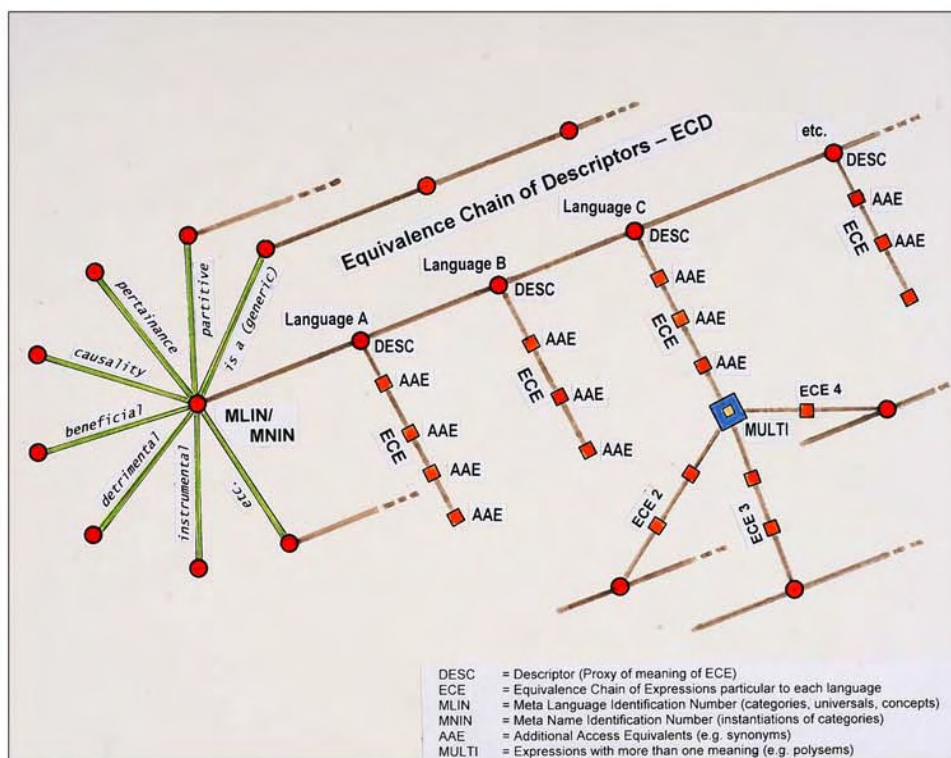 Equivalence Chain of Descriptors – ECD
etc.
DESC
AAE
ECE
AAE
Language C
DESC
AAE
ECE
AAE
AAE
Language B
DESC
AAE
ECE
AAE
Language A
DESC
AAE
ECE
AAE
AAE
AAE
partitive
is a (generic)
pertainance
causality
beneficial
detrimental
instrumental
etc.
MLIN/
MNIN
MULTI
ECE 4
ECE 2
ECE 3
DESC = Descriptor (Proxy of meaning of ECE)
ECE = Equivalence Chain of Expressions particular to each language
MLIN = Meta Language Identification Number (categories, universals, concepts)
MNIN = Meta Name Identification Number (instantiations of categories)
AAE = Additional Access Equivalents (e.g. synonyms)
MULTI = Expressions with more than one meaning (e.g. polysems)